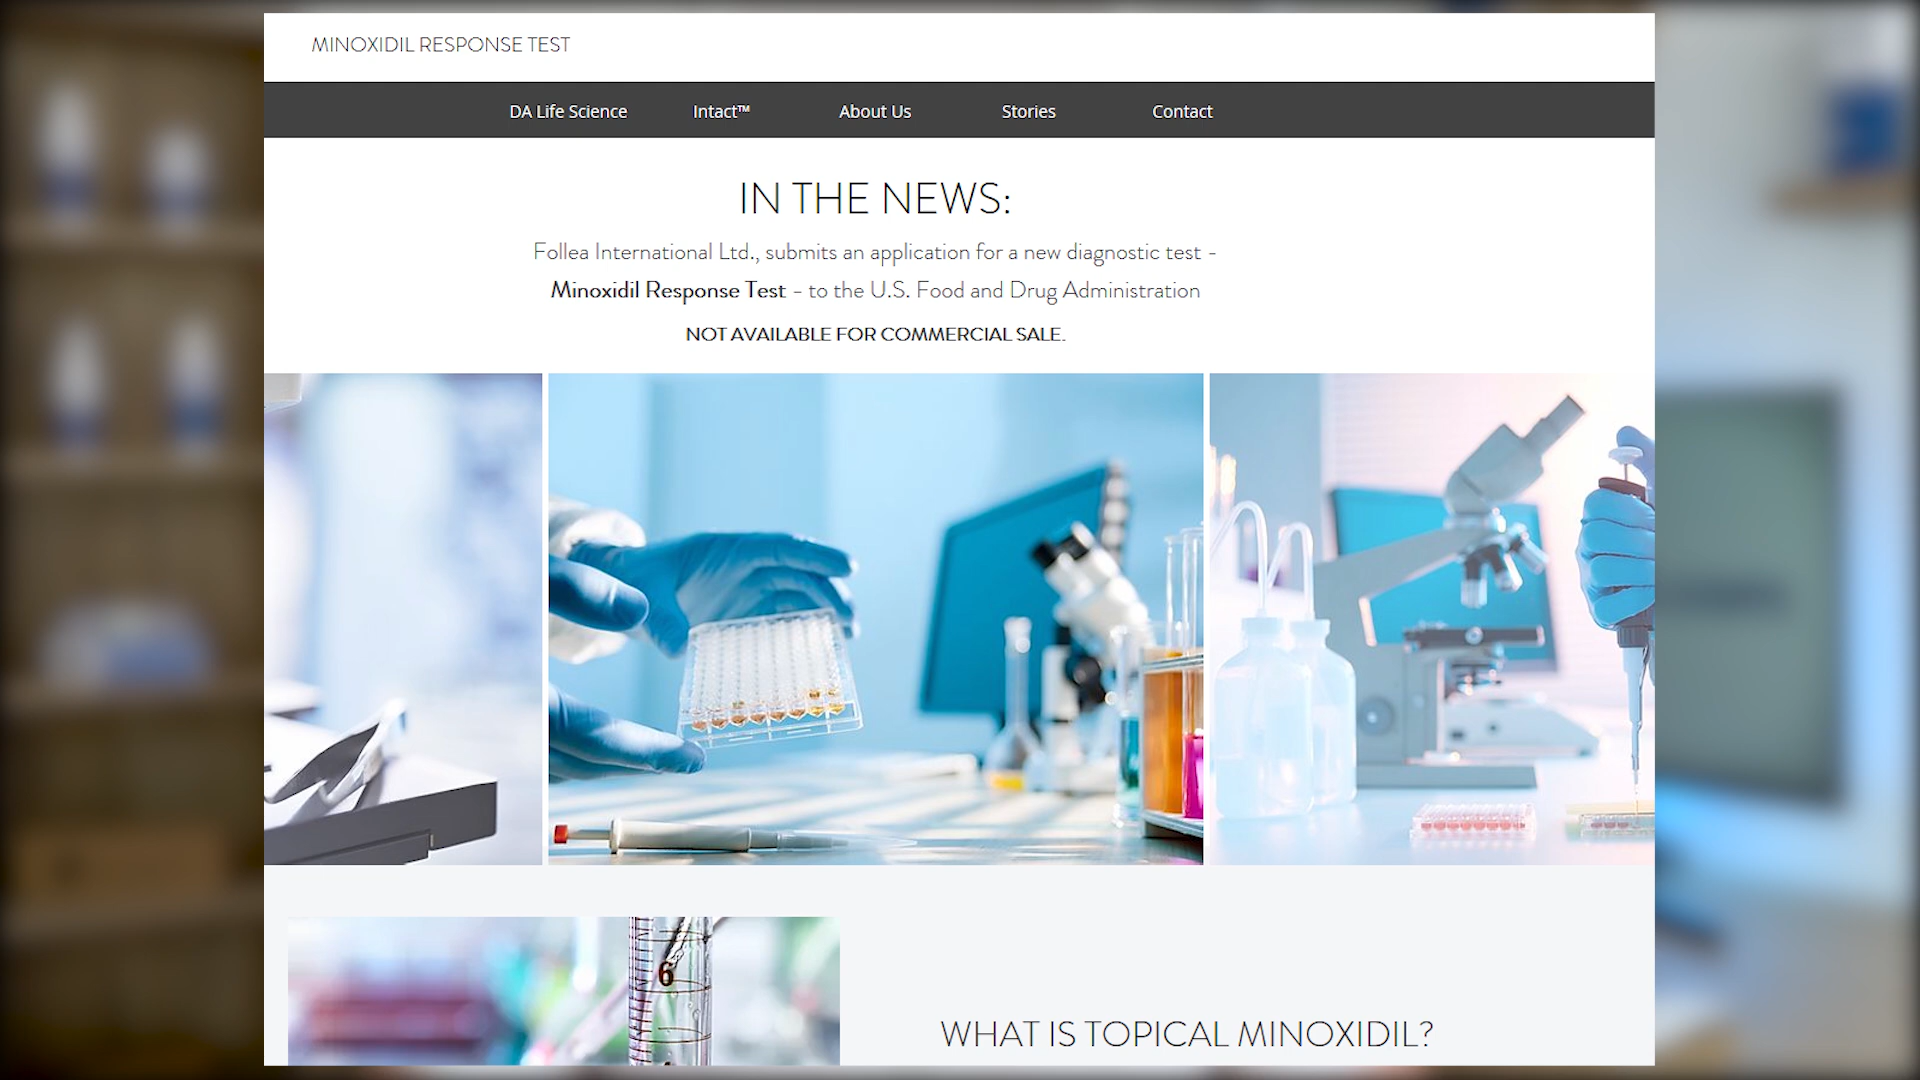 MINOXIDIL RESPONSE TEST
DA Life Science Intact™ About Us Stories Contact
IN THE NEWS:
Follea International Ltd., submits an application for a new diagnostic test -
Minoxidil Response Test - to the U.S. Food and Drug Administration
NOT AVAILABLE FOR COMMERCIAL SALE.
6
WHAT IS TOPICAL MINOXIDIL?